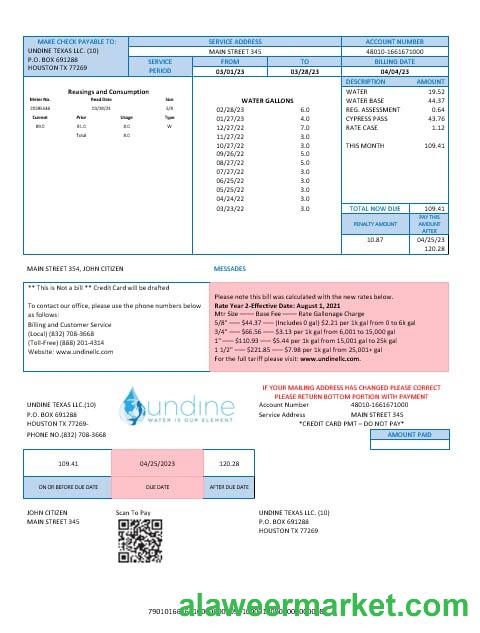 MAKE CHECK PAYABLE TO:
UNDINE TEXAS LLC. (10)
P.O. BOX 691288
HOUSTON TX 77269
SERVICE ADDRESS
MAIN STREET 345
SERVICE PERIOD
FROM
TO
03/01/23
03/28/23
ACCOUNT NUMBER
48010-1661671000
BILLING DATE
04/04/23
Reasings and Consumption
Meter No.
Read Date
Size
03/28/23
5/8
Current
Prior
Usage
Type
89.0
81.0
8.0
W
Total
8.0
WATER GALLONS
02/28/23 6.0
01/27/23 4.0
12/27/22 7.0
11/27/22 3.0
10/27/22 3.0
09/26/22 5.0
08/27/22 5.0
07/27/22 3.0
06/25/22 3.0
05/25/22 3.0
04/24/22 3.0
03/23/22 3.0
DESCRIPTION AMOUNT
WATER 19.52
WATER BASE 44.37
REG. ASSESSMENT 0.64
CYPRESS PASS 43.76
RATE CASE 1.12
THIS MONTH 109.41
TOTAL NOW DUE 109.41
PENALTY AMOUNT
PAY THIS
AMOUNT
AFTER
10.87 04/25/23
120.28
MAIN STREET 354, JOHN CITIZEN
MESSAGES
** This is Not a bill ** Credit Card will be drafted
To contact our office, please use the phone numbers below
as follows:
Billing and Customer Service
(Local) (832) 708-3668
(Toll-Free) (888) 201-4314
Website: www.undinellc.com
Please note this bill was calculated with the new rates below.
Rate Year 2-Effective Date: August 1, 2021
Mtr Size —— Base Fee—— Rate Gallonage Charge
5/8" —— $44.37 —— (Includes 0 gal) $2.21 per 1k gal from 0 to 6k gal
3/4" —— $66.56 —— $3.13 per 1k gal from 6,001 to 15,000 gal
1" —— $110.93 —— $5.44 per 1k gal from 15,001 gal to 25k gal
1 1/2" —— $221.85 —— $7.98 per 1k gal from 25,001+ gal
For the full tariff please visit: www.undinellc.com.
UNDINE TEXAS LLC.(10)
P.O. BOX 691288
HOUSTON TX 77269-
PHONE NO.(832) 708-3668
undine
WATER IS OUR ELEMENT
IF YOUR MAILING ADDRESS HAS CHANGED PLEASE CORRECT
PLEASE RETURN BOTTOM PORTION WITH PAYMENT
Account Number 48010-1661671000
Service Address MAIN STREET 345
*CREDIT CARD PMT – DO NOT PAY*
AMOUNT PAID
109.41
04/25/2023
120.28
ON OR BEFORE DUE DATE
DUE DATE
AFTER DUE DATE
JOHN CITIZEN
MAIN STREET 345
Scan To Pay
UNDINE TEXAS LLC. (10)
P.O. BOX 691288
HOUSTON TX 77269
alaweermarket.com